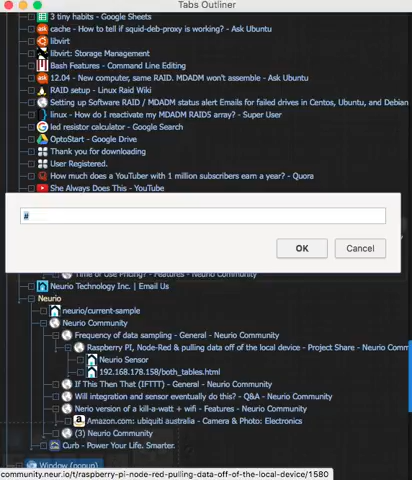 Tabs Outliner
3 tiny habits - Google Sheets
cache - How to tell if squid-deb-proxy is working? - Ask Ubuntu
libvirt
libvirt: Storage Management
Bash Features - Command Line Editing
12.04 - New computer, same RAID. MDADM won't assemble - Ask Ubuntu
RAID setup - Linux Raid Wiki
Setting up Software RAID / MDADM status alert Emails for failed drives in Centos, Ubuntu, and Debian
linux - How do I reactivate my MDADM RAID5 array? - Super User
led resistor calculator - Google Search
OptoStart - Google Drive
Thank you for downloading
User Registered.
How much does a YouTuber with 1 million subscribers earn a year? - Quora
She Always Does This - YouTube
#
OK Cancel
Time of Use Pricing? - Features - Neurio Community
Neurio Technology Inc. | Email Us
Neurio
neurio/current-sample
Neurio Community
Frequency of data sampling - General - Neurio Community
Raspberry PI, Node-Red & pulling data off of the local device - Project Share - Neurio Comm
Neurio Sensor
192.168.178.158/both_tables.html
If This Then That (IFTTT) - General - Neurio Community
Will integration and sensor eventually do this? - Q&A - Neurio Community
Nerio version of a kill-a-watt + wifi - Features - Neurio Community
Amazon.com: ubiquiti australia - Camera & Photo: Electronics
(3) Neurio Community
Curb - Power Your Life. Smarter.
Window (popup)
community.neur.io/t/raspberry-pi-node-red-pulling-data-off-of-the-local-device/1580